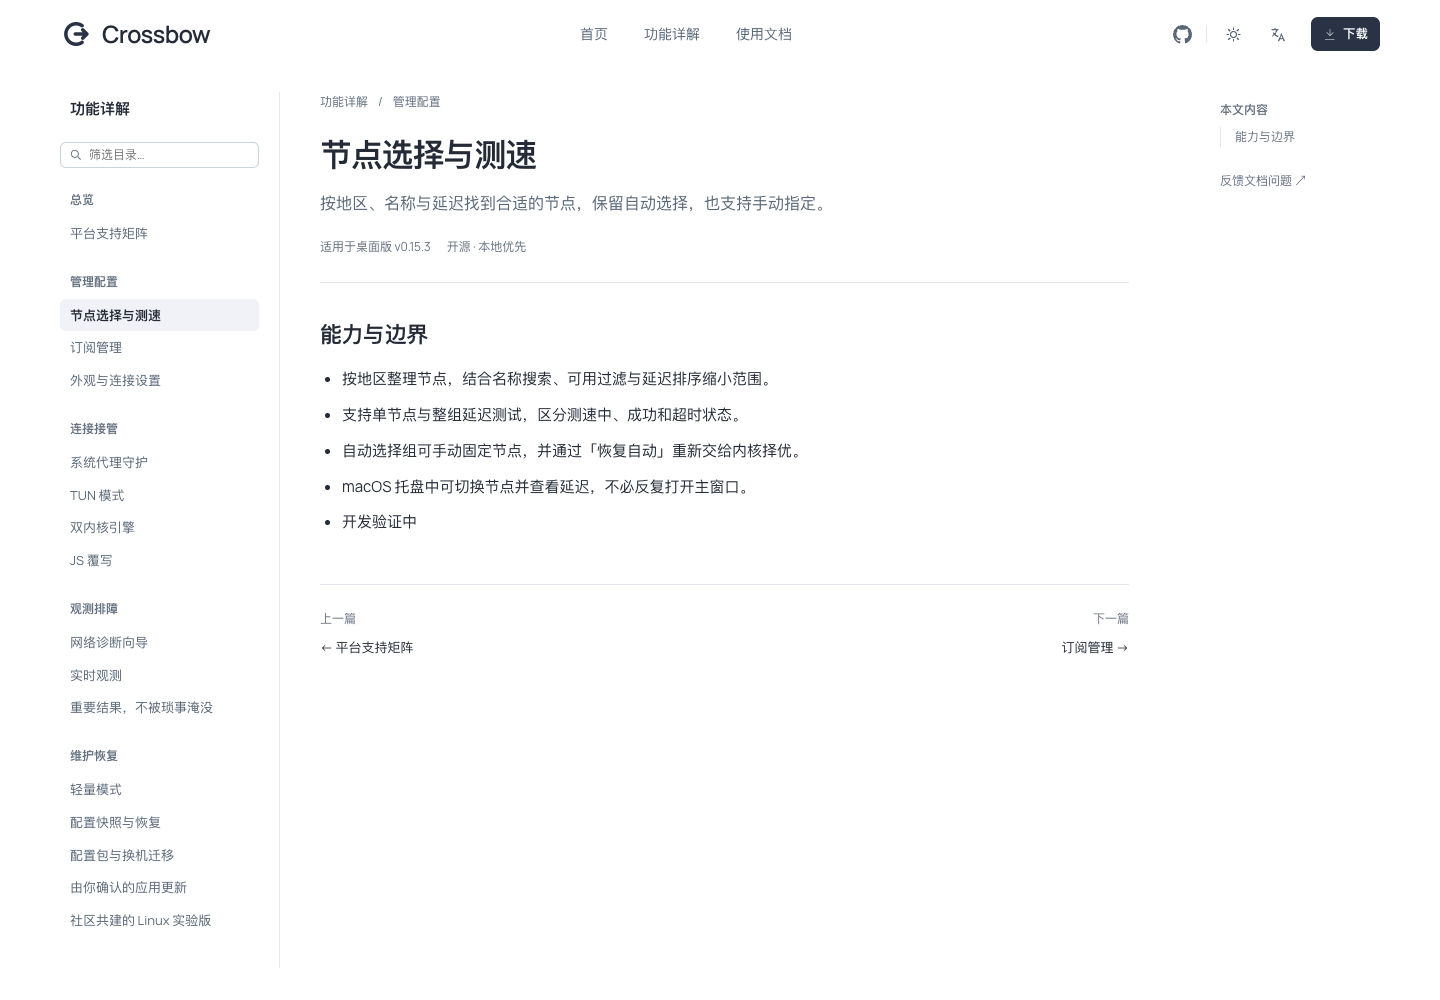 Crossbow
首页
功能详解
使用文档
下载
功能详解
筛选目录...
总览
平台支持矩阵
管理配置
节点选择与测速
订阅管理
外观与连接设置
连接接管
系统代理守护
TUN 模式
双内核引擎
JS 覆写
观测排障
网络诊断向导
实时观测
重要结果，不被琐事淹没
维护恢复
轻量模式
配置快照与恢复
配置包与换机迁移
由你确认的应用更新
社区共建的 Linux 实验版
功能详解 / 管理配置
节点选择与测速
按地区、名称与延迟找到合适的节点，保留自动选择，也支持手动指定。
适用于桌面版 v0.15.3 开源 · 本地优先
能力与边界
• 按地区整理节点，结合名称搜索、可用过滤与延迟排序缩小范围。
• 支持单节点与整组延迟测试，区分测速中、成功和超时状态。
• 自动选择组可手动固定节点，并通过「恢复自动」重新交给内核择优。
• macOS 托盘中可切换节点并查看延迟，不必反复打开主窗口。
• 开发验证中
上一篇
← 平台支持矩阵
下一篇
订阅管理 →
本文内容
能力与边界
反馈文档问题 ↗